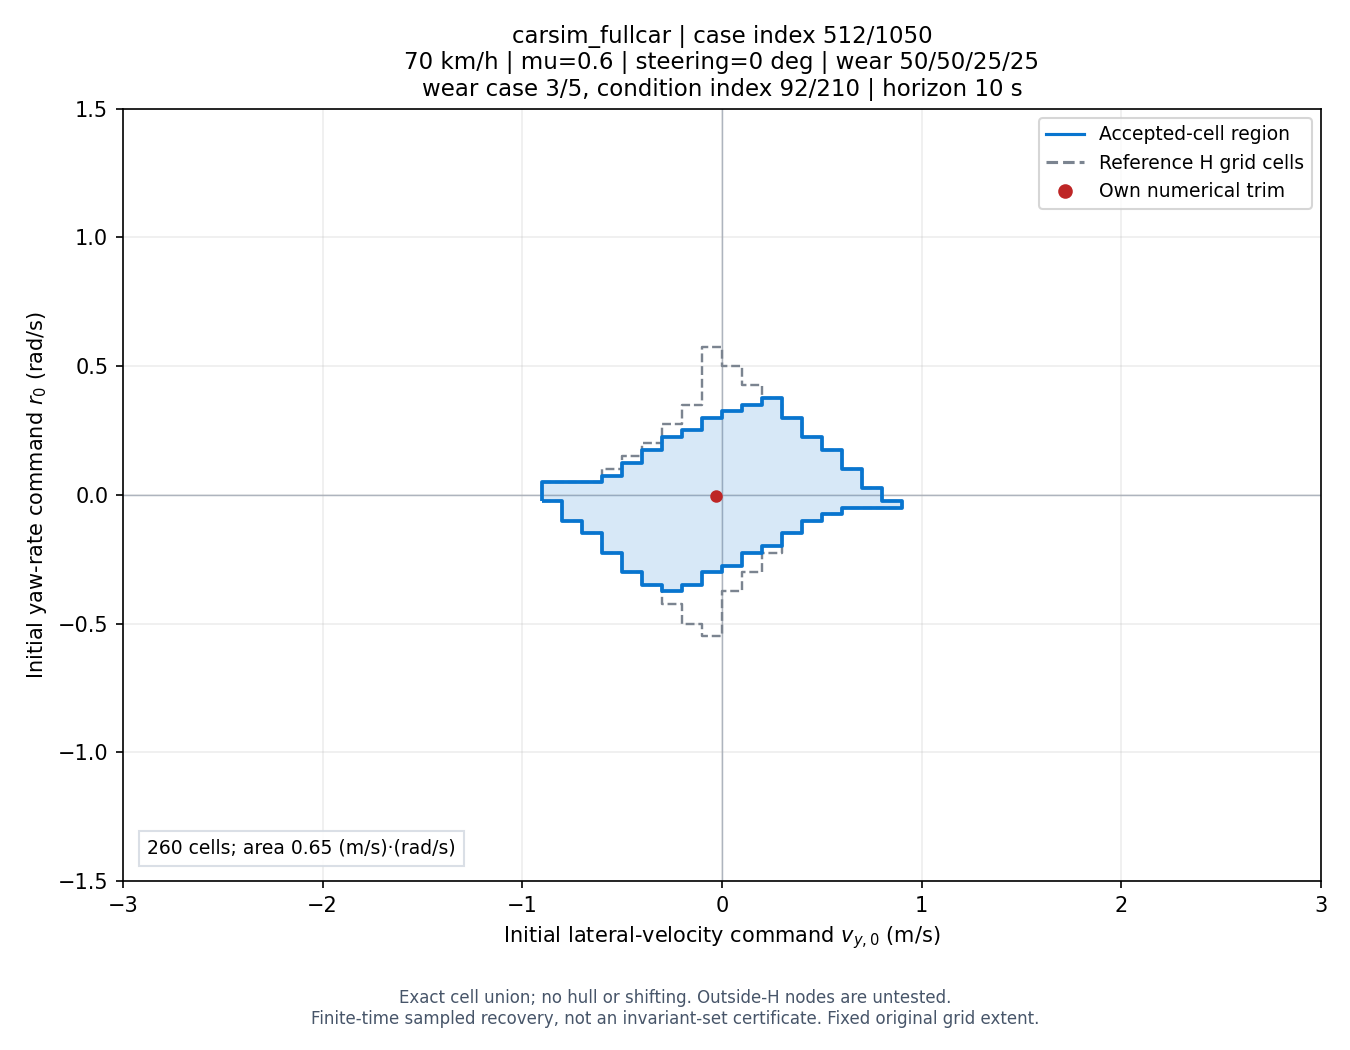 carsim_fullcar | case index 512/1050
70 km/h | mu=0.6 | steering=0 deg | wear 50/50/25/25
wear case 3/5, condition index 92/210 | horizon 10 s
Accepted-cell region
Reference H grid cells
Own numerical trim
1.5
1.0
0.5
0.0
−0.5
−1.0
−1.5
Initial yaw-rate command r₀ (rad/s)
260 cells; area 0.65 (m/s)·(rad/s)
−3
−2
−1
0
1
2
3
Initial lateral-velocity command v_{y,0} (m/s)
Exact cell union; no hull or shifting. Outside-H nodes are untested.
Finite-time sampled recovery, not an invariant-set certificate. Fixed original grid extent.